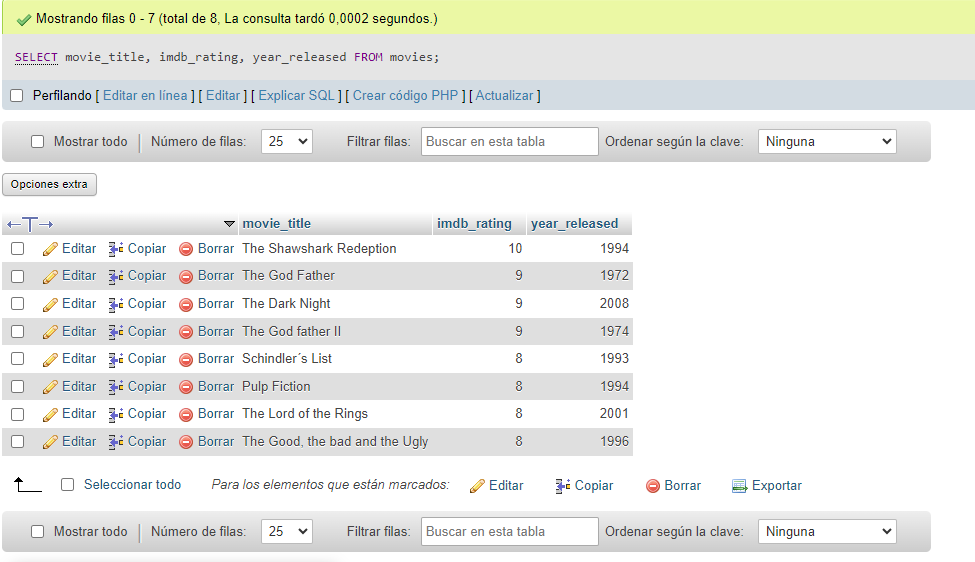 Mostrando filas 0 - 7 (total de 8, La consulta tardó 0,0002 segundos.)
SELECT movie_title, imdb_rating, year_released FROM movies;
Perfilando [ Editar en línea ] [ Editar ] [ Explicar SQL ] [ Crear código PHP ] [ Actualizar ]
Mostrar todo Número de filas: 25 Filtrar filas: Buscar en esta tabla Ordenar según la clave: Ninguna
Opciones extra
movie_title imdb_rating year_released
Editar Copiar Borrar The Shawshark Redeption 10 1994
Editar Copiar Borrar The God Father 9 1972
Editar Copiar Borrar The Dark Night 9 2008
Editar Copiar Borrar The God father II 9 1974
Editar Copiar Borrar Schindler´s List 8 1993
Editar Copiar Borrar Pulp Fiction 8 1994
Editar Copiar Borrar The Lord of the Rings 8 2001
Editar Copiar Borrar The Good, the bad and the Ugly 8 1996
Seleccionar todo Para los elementos que están marcados: Editar Copiar Borrar Exportar
Mostrar todo Número de filas: 25 Filtrar filas: Buscar en esta tabla Ordenar según la clave: Ninguna